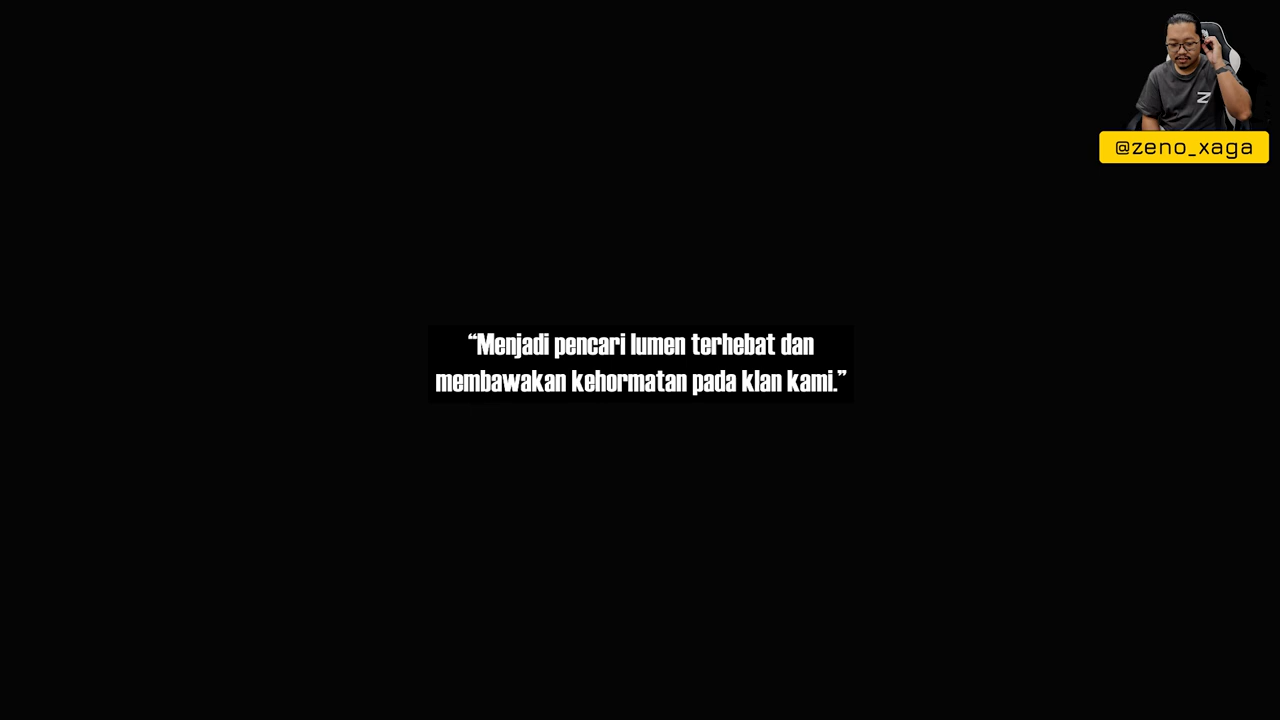 @zeno_xaga
“Menjadi pencari lumen terhebat dan
membawakan kehormatan pada klan kami.”
Z